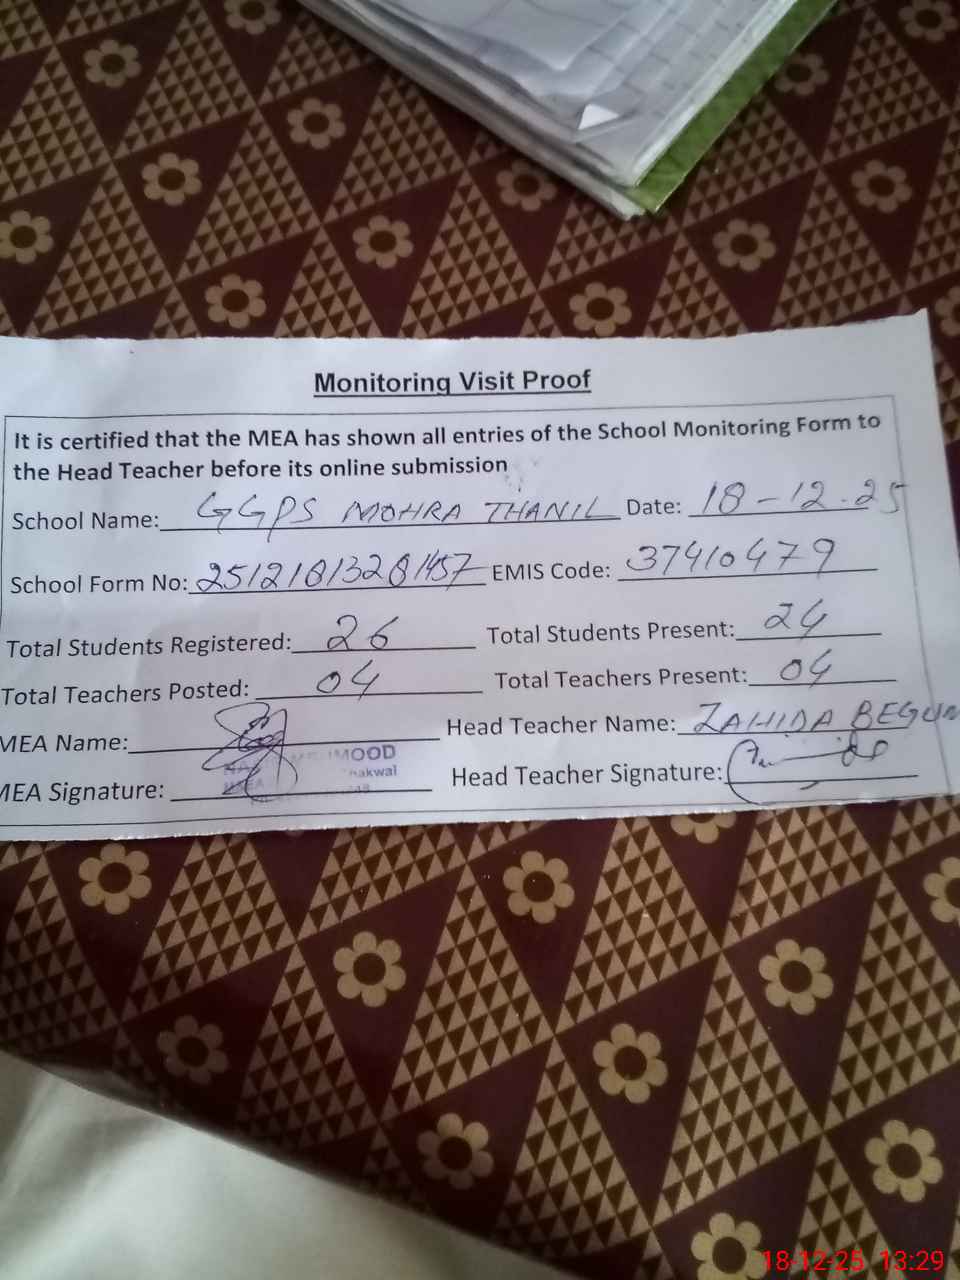 Monitoring Visit Proof
It is certified that the MEA has shown all entries of the School Monitoring Form to
the Head Teacher before its online submission
School Name: GGPS MOHRA THANIL Date: 18-12-25
School Form No: EMIS Code: 37410479
Total Students Registered: 26 Total Students Present: 24
Total Teachers Posted: 04 Total Teachers Present: 04
MEA Name: Head Teacher Name: ZAHIDA BEGUM
MEA Signature: Head Teacher Signature:
18-12-25 13:29